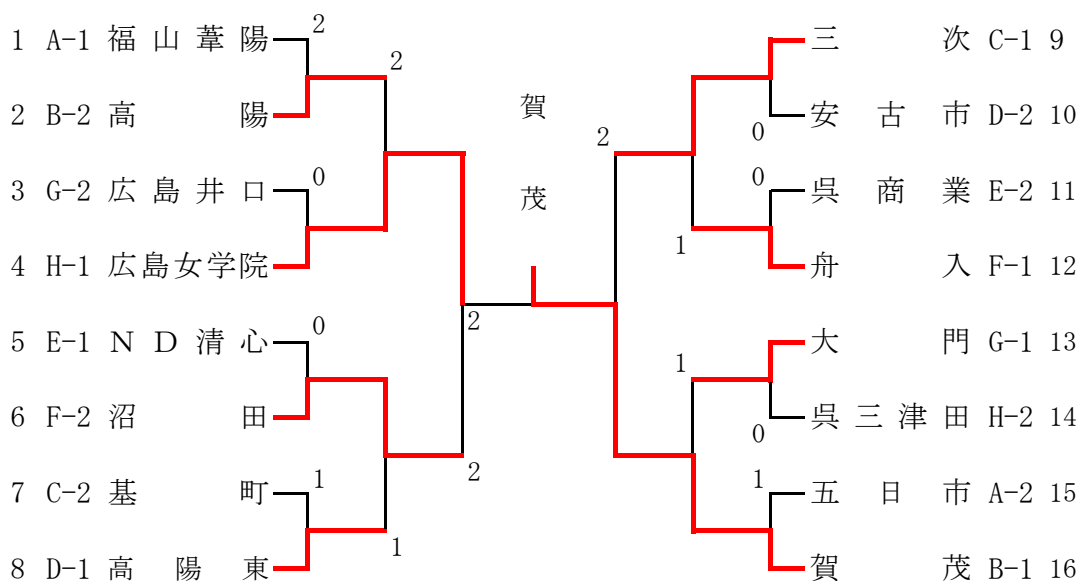 1 A-1 福山葦陽
2 B-2 高陽
3 G-2 広島井口
4 H-1 広島女学院
5 E-1 ND清心
6 F-2 沼田
7 C-2 基町
8 D-1 高陽東
2
2
0
0
1
1
2
2
賀
茂
2
0
0
1
1
0
1
三次 C-1 9
安古市 D-2 10
呉商業 E-2 11
舟入 F-1 12
大門 G-1 13
呉三津田 H-2 14
五日市 A-2 15
賀茂 B-1 16